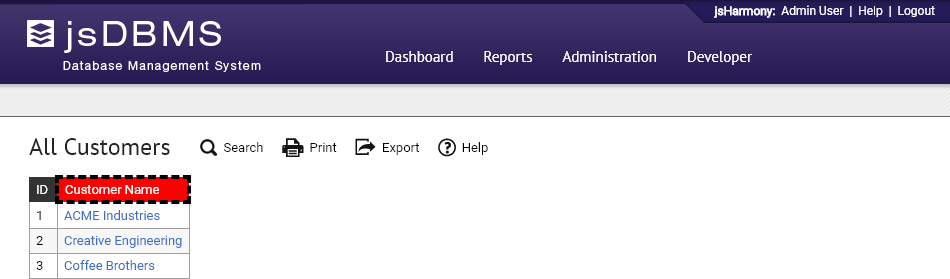 jsHarmony: Admin User | Help | Logout
jsDBMS
Database Management System
Dashboard Reports Administration Developer
All Customers Search Print Export Help
ID Customer Name
1 ACME Industries
2 Creative Engineering
3 Coffee Brothers